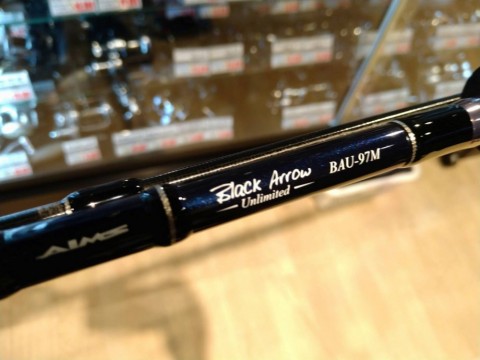 Black Arrow
Unlimited
BAU-97M
AIMS